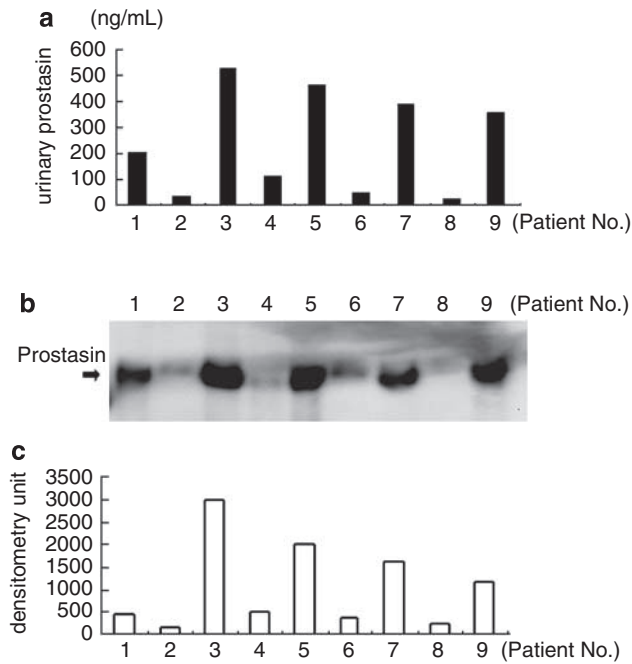 a (ng/mL)
urinary prostasin
600
500
400
300
200
100
0
1 2 3 4 5 6 7 8 9 (Patient No.)
b 1 2 3 4 5 6 7 8 9 (Patient No.)
Prostasin
c
densitometry unit
3500
3000
2500
2000
1500
1000
500
0
1 2 3 4 5 6 7 8 9 (Patient No.)